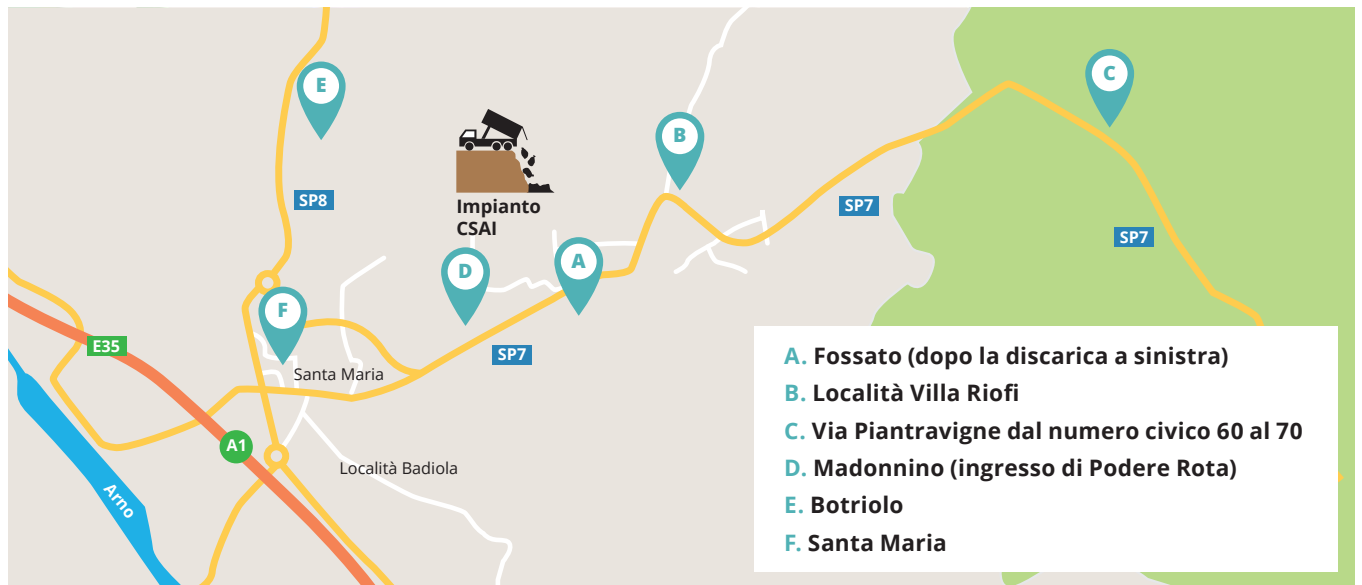 E
C
B
SP8
Impianto
CSAI
SP7
SP7
D
A
F
E35
SP7
Santa Maria
A1
Località Badiola
Arno
A. Fossato (dopo la discarica a sinistra)
B. Località Villa Riofi
C. Via Piantravigne dal numero civico 60 al 70
D. Madonnino (ingresso di Podere Rota)
E. Botriolo
F. Santa Maria